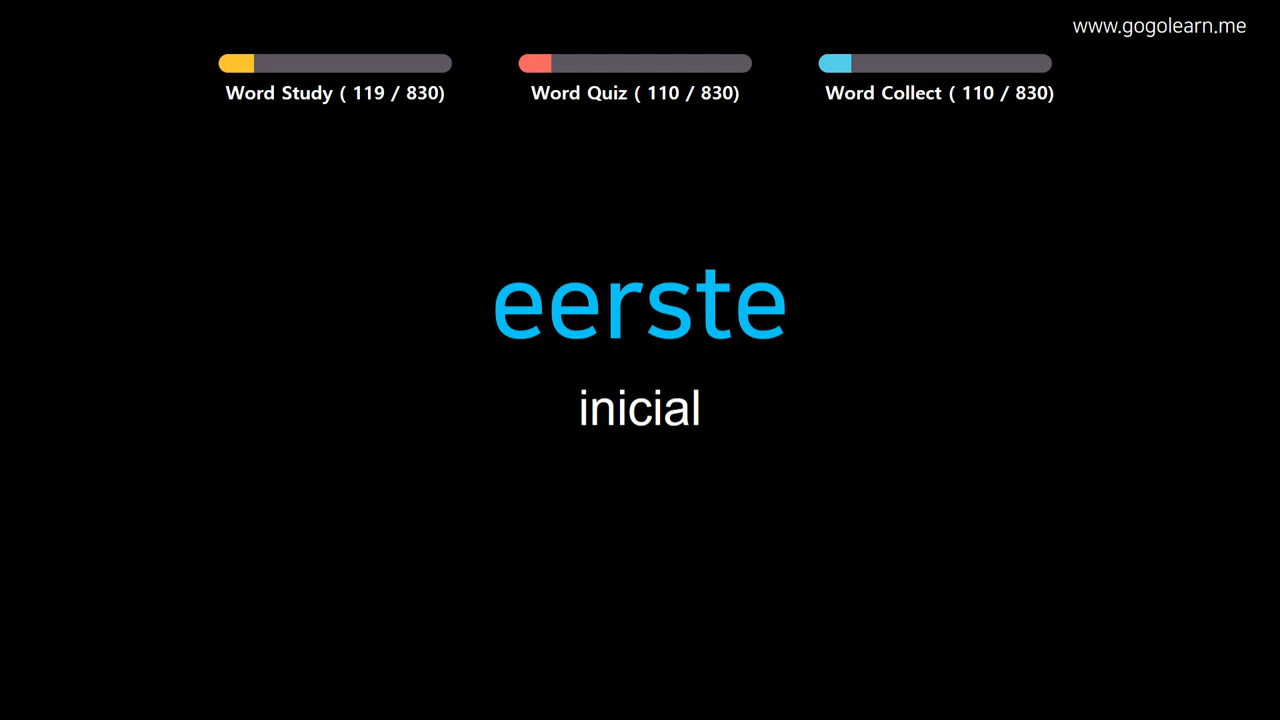 www.gogolearn.me
Word Study ( 119 / 830)
Word Quiz ( 110 / 830)
Word Collect ( 110 / 830)
eerste
inicial